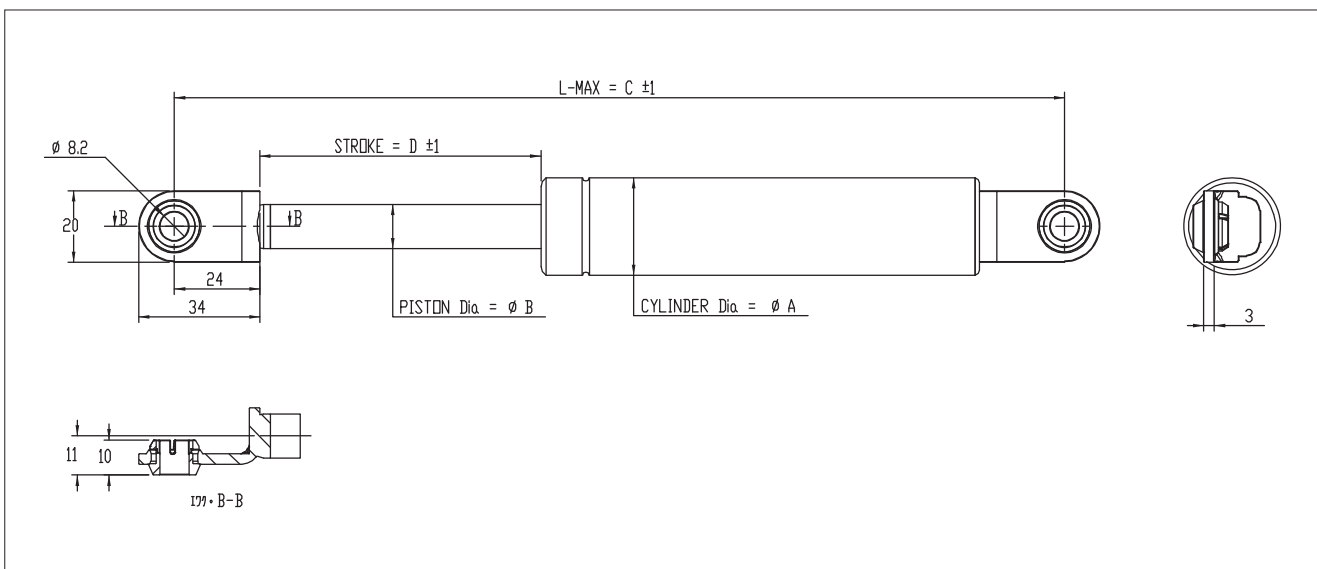 L-MAX = C ±1
STROKE = D ±1
ø 8.2
B
B
20
24
34
PISTON Dia = ø B
CYLINDER Dia = ø A
3
11
10
B-B